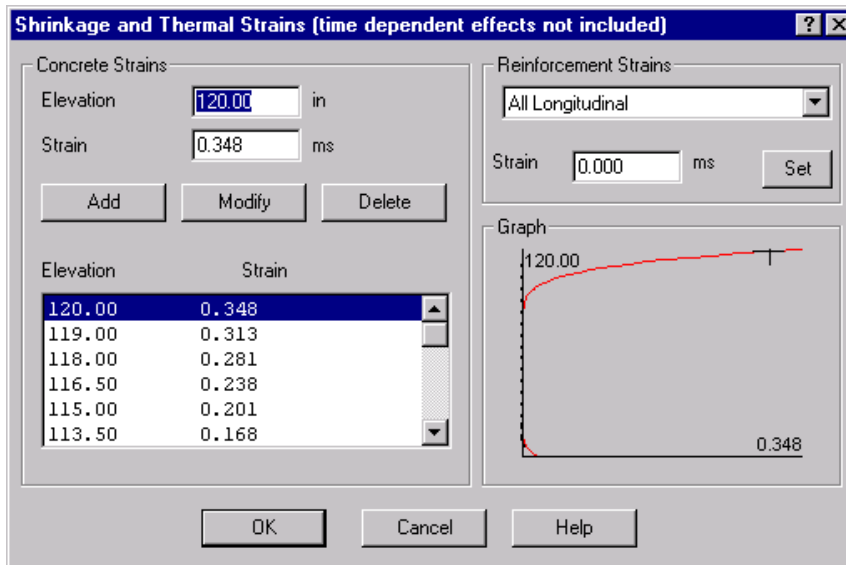 Shrinkage and Thermal Strains (time dependent effects not included)
Concrete Strains
Elevation 120.00 in
Strain 0.348 ms
Add Modify Delete
Elevation Strain
120.00 0.348
119.00 0.313
118.00 0.281
116.50 0.238
115.00 0.201
113.50 0.168
Reinforcement Strains
All Longitudinal
Strain 0.000 ms Set
Graph
120.00
0.348
OK Cancel Help